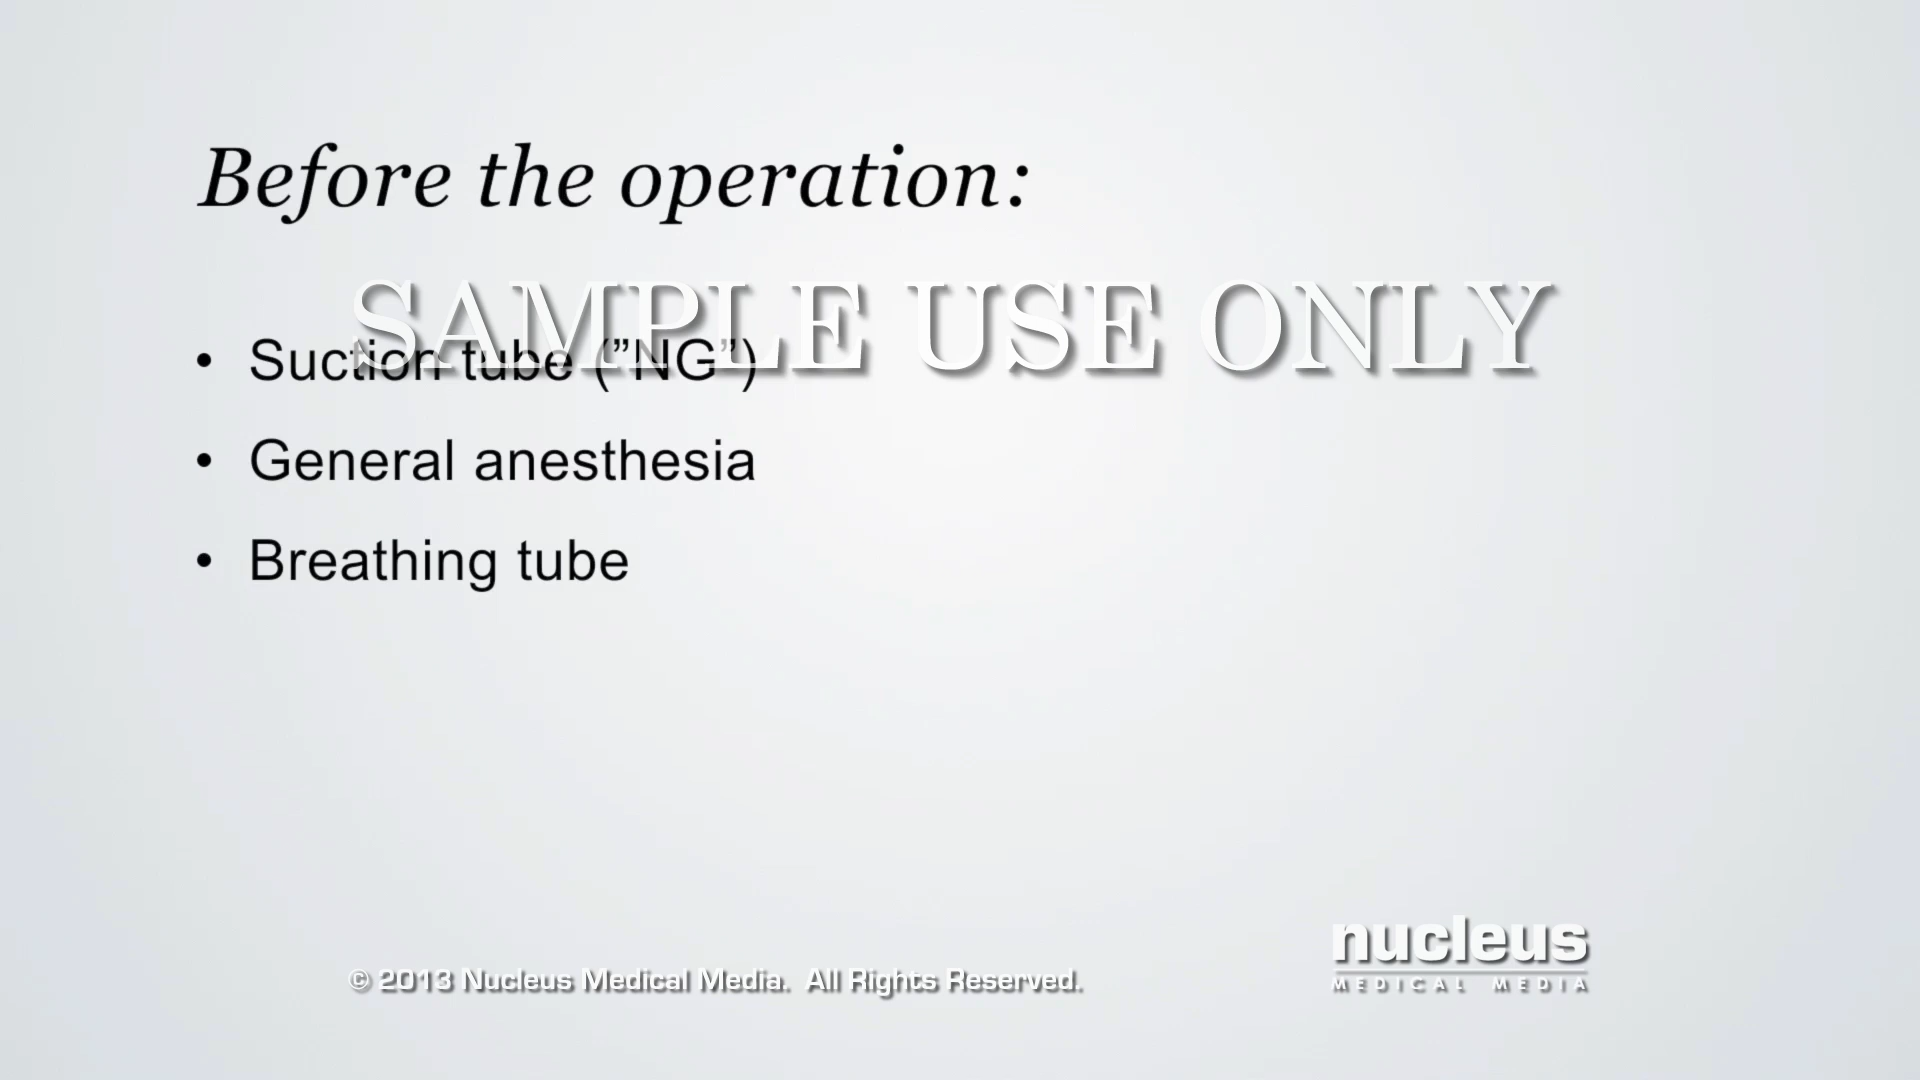 Before the operation:
SAMPLE USE ONLY
• Suction tube (”NG”)
• General anesthesia
• Breathing tube
nucleus
MEDICAL MEDIA
© 2013 Nucleus Medical Media. All Rights Reserved.